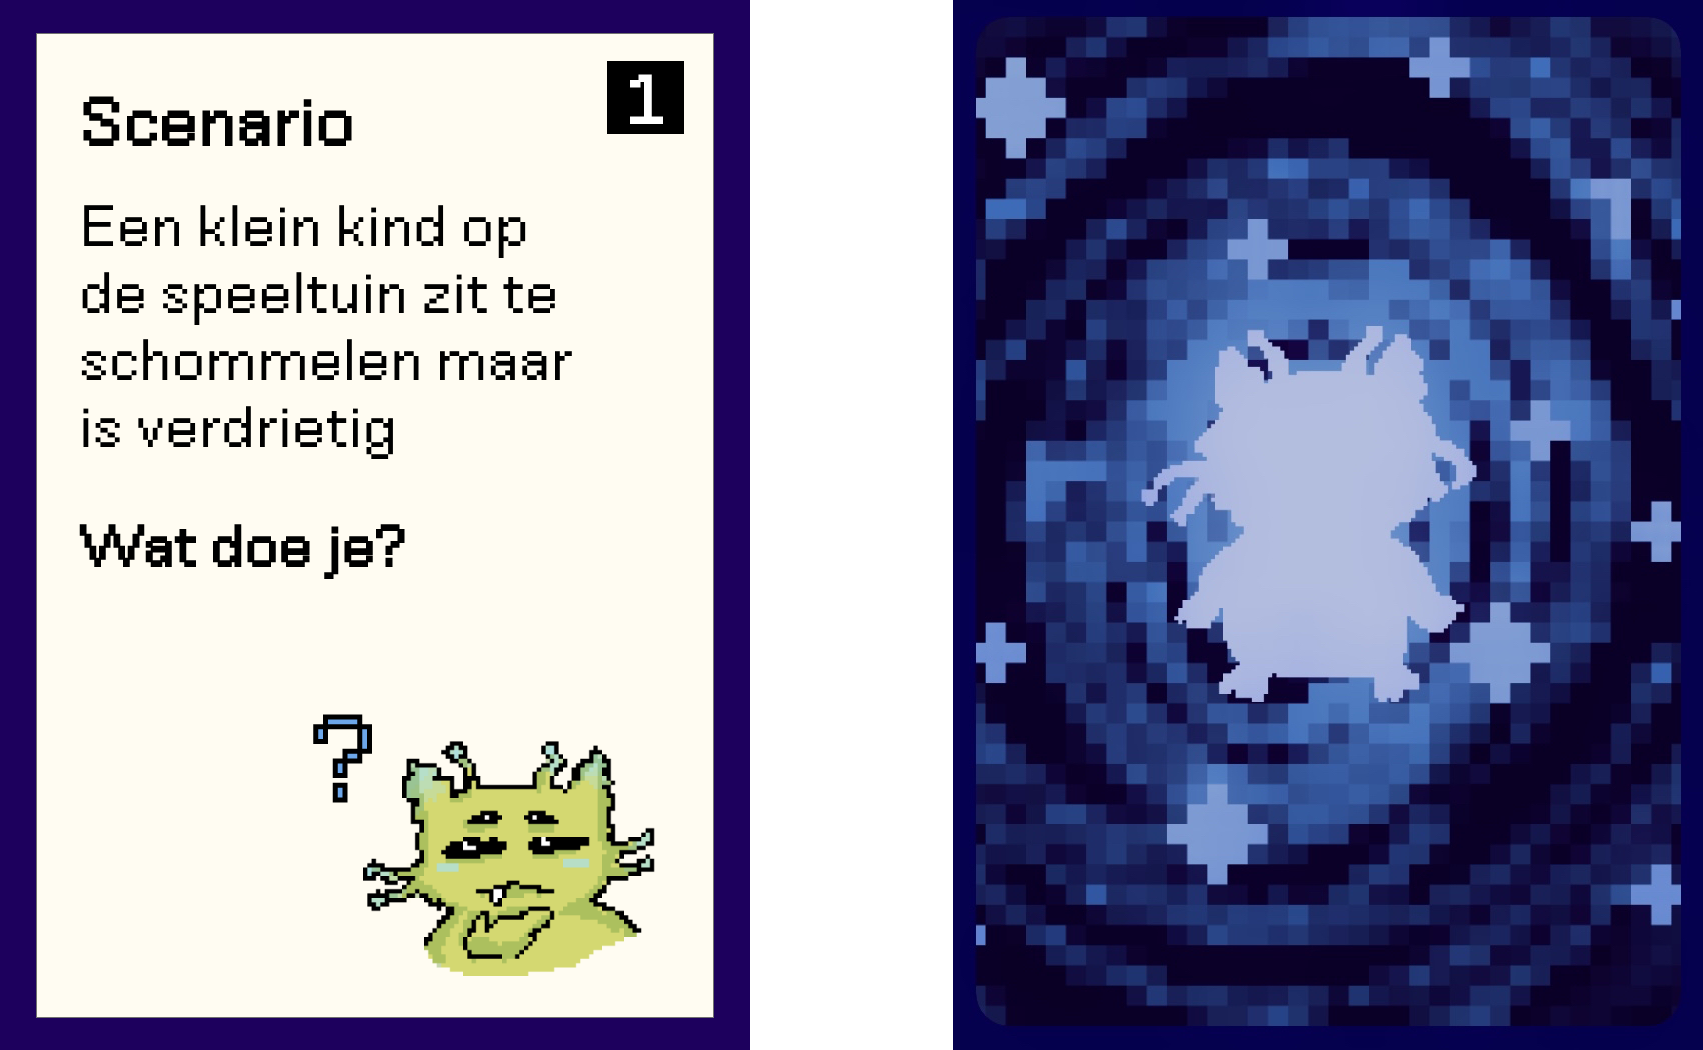 Scenario
1
Een klein kind op
de speeltuin zit te
schommelen maar
is verdrietig
Wat doe je?
?